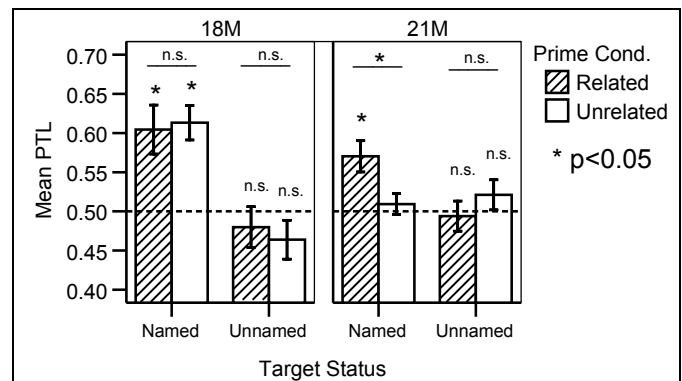 18M 21M
0.70
0.65
0.60
0.55
0.50
0.45
0.40
Mean PTL
n.s. n.s. * n.s.
* * *
n.s. n.s. n.s. n.s.
Named Unnamed Named Unnamed
Target Status
Prime Cond.
Related
Unrelated
* p<0.05